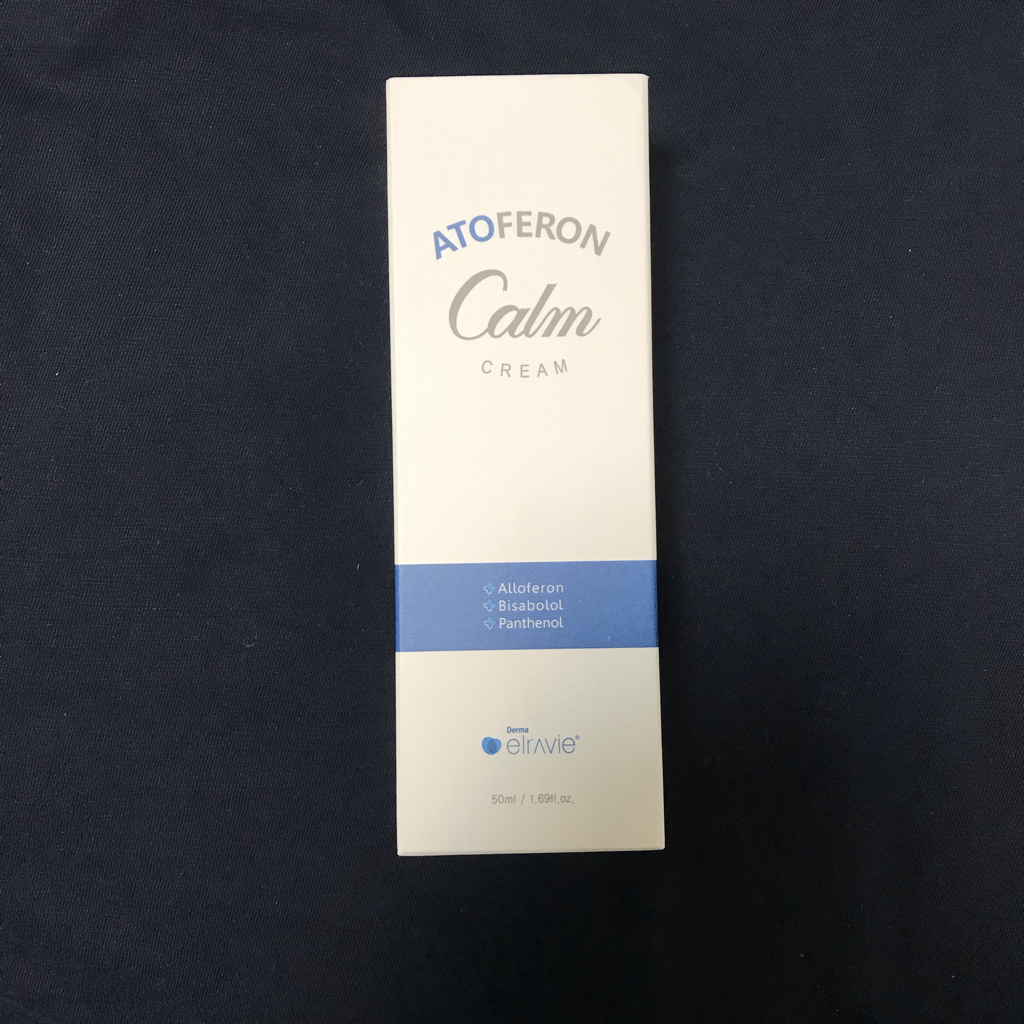 ATOFERON
Calm
CREAM
Alloferon
Bisabolol
Panthenol
Derma
elravie®
50ml / 1.69fl.oz.